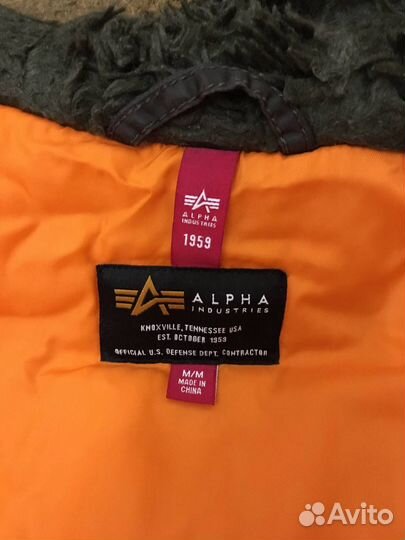 ALPHA
INDUSTRIES
1959
ALPHA
INDUSTRIES
KNOXVILLE, TENNESSEE USA
EST. OCTOBER 1959
OFFICIAL U.S. DEFENSE DEPT. CONTRACTOR
M/M
MADE IN
CHINA
Avito